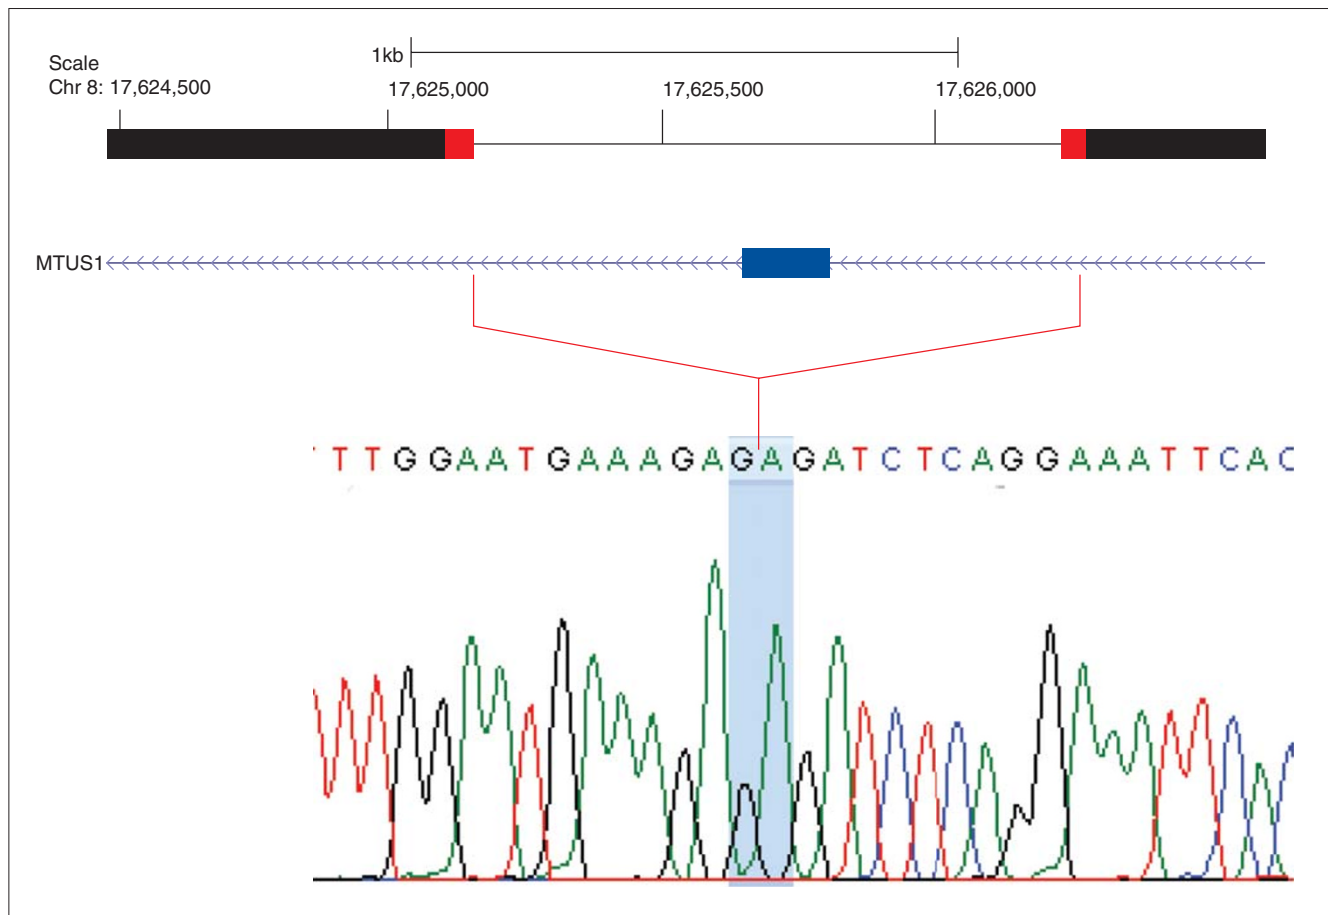 1kb
Scale
Chr 8: 17,624,500 17,625,000 17,625,500 17,626,000
MTUS1
T T G G A A T G A A A G A G A G A T C T C A G G A A A T T C A C